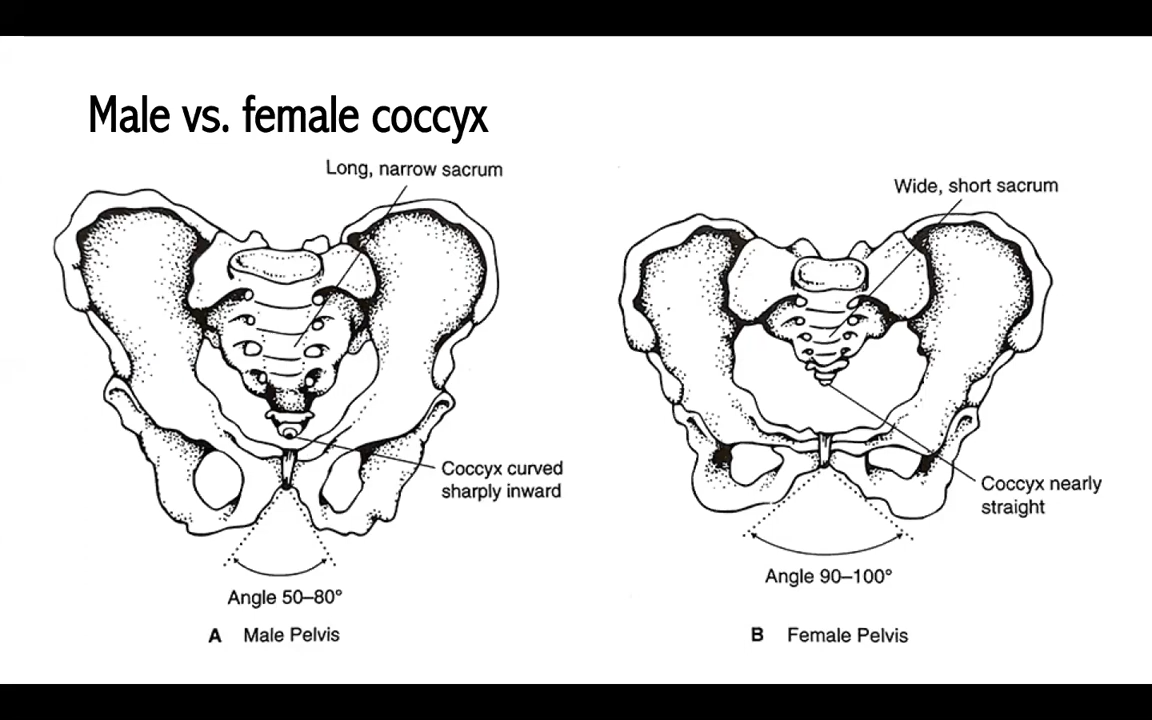 Male vs. female coccyx
Long, narrow sacrum
Coccyx curved
sharply inward
Angle 50–80°
A Male Pelvis
Wide, short sacrum
Coccyx nearly
straight
Angle 90–100°
B Female Pelvis